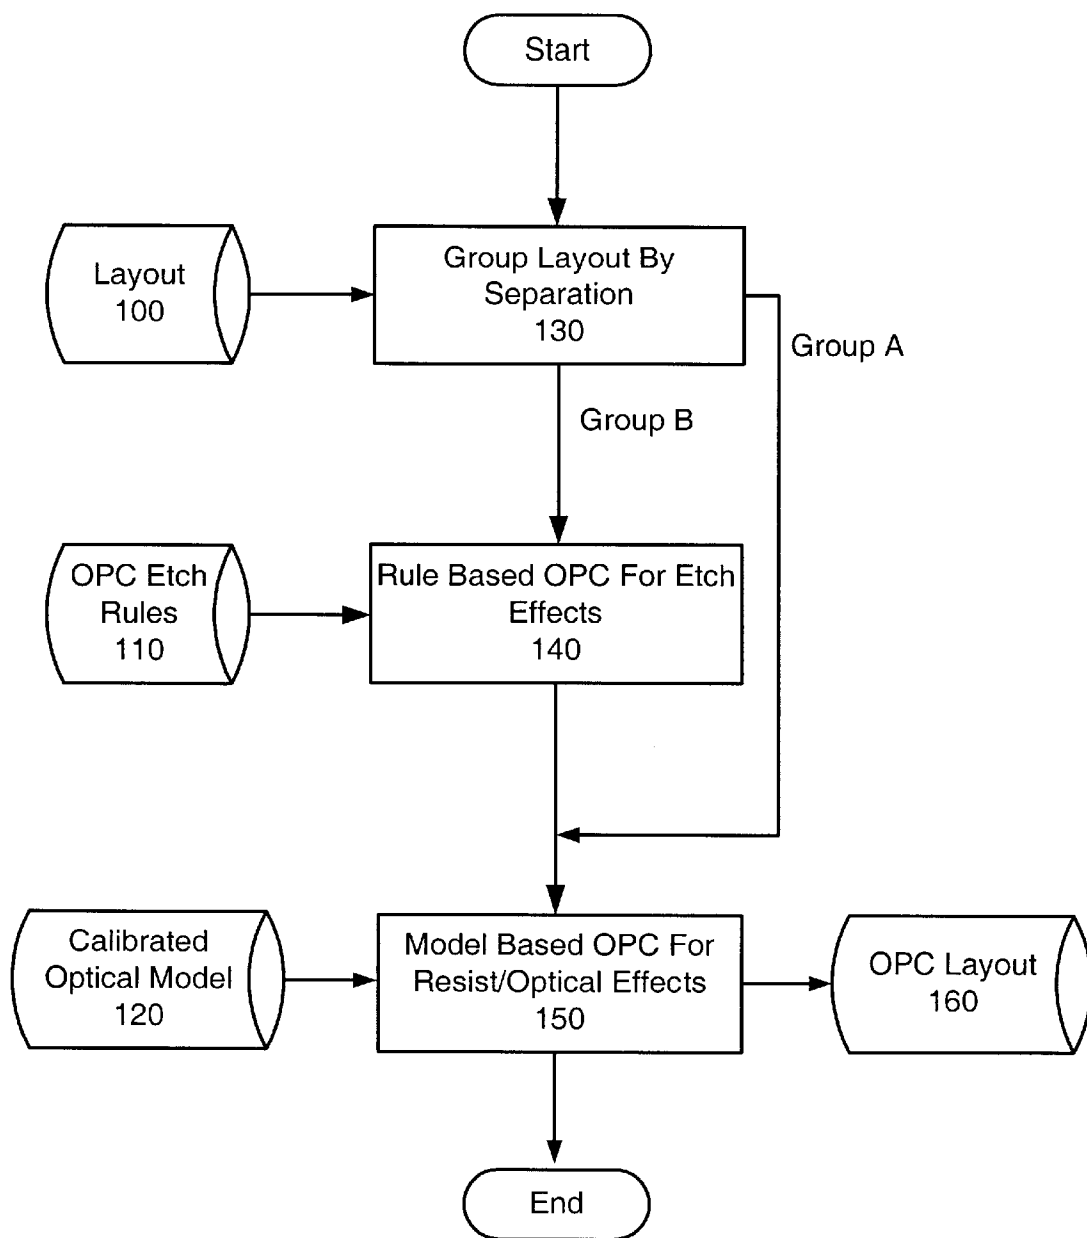 Start
Layout
100
Group Layout By
Separation
130
Group A
Group B
OPC Etch
Rules
110
Rule Based OPC For Etch
Effects
140
Calibrated
Optical Model
120
Model Based OPC For
Resist/Optical Effects
150
OPC Layout
160
End